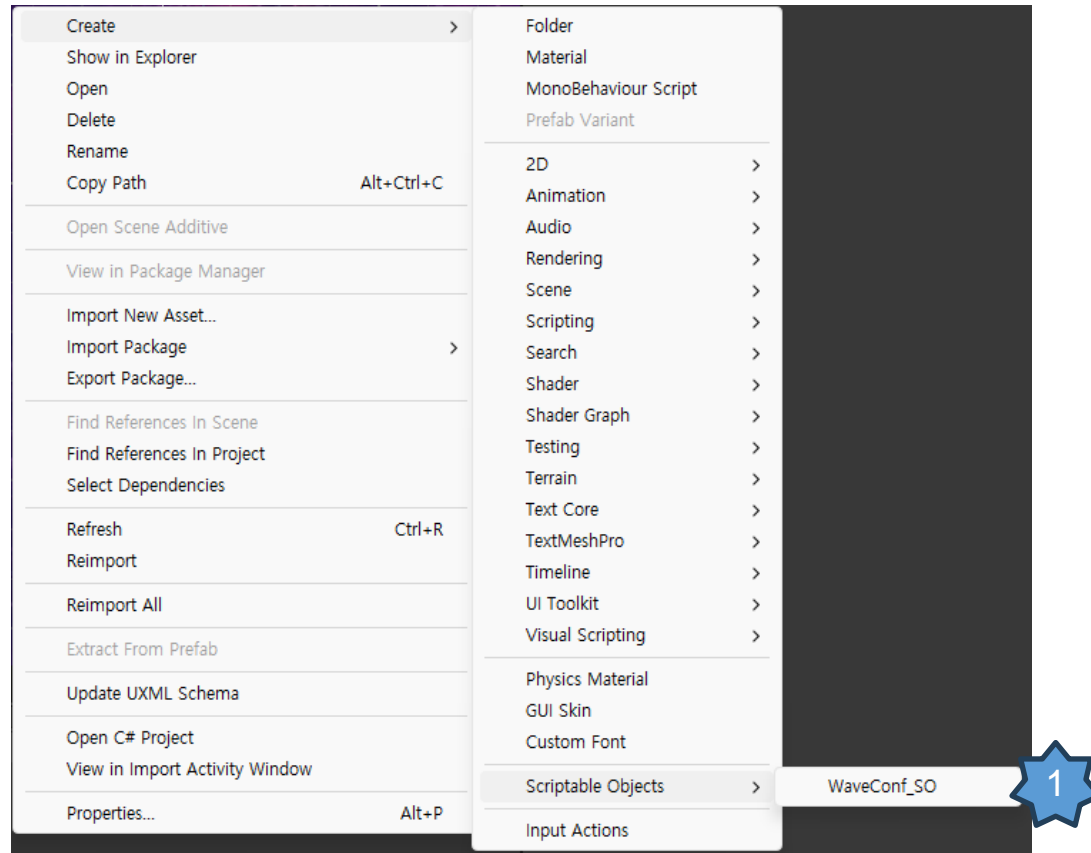 Create
Show in Explorer
Open
Delete
Rename
Copy Path Alt+Ctrl+C
Open Scene Additive
View in Package Manager
Import New Asset...
Import Package
Export Package...
Find References In Scene
Find References In Project
Select Dependencies
Refresh Ctrl+R
Reimport
Reimport All
Extract From Prefab
Update UXML Schema
Open C# Project
View in Import Activity Window
Properties... Alt+P
Folder
Material
MonoBehaviour Script
Prefab Variant
2D
Animation
Audio
Rendering
Scene
Scripting
Search
Shader
Shader Graph
Testing
Terrain
Text Core
TextMeshPro
Timeline
UI Toolkit
Visual Scripting
Physics Material
GUI Skin
Custom Font
Scriptable Objects
Input Actions
WaveConf_SO
1